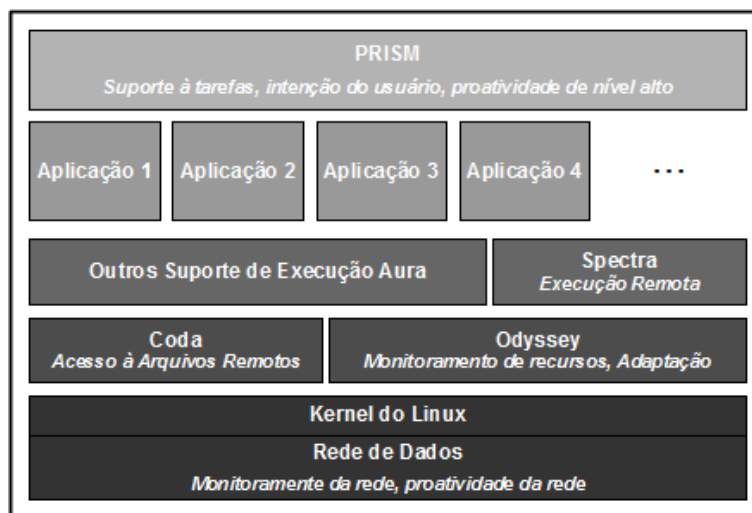 PRISM
Suporte à tarefas, intenção do usuário, proatividade de nível alto
Aplicação 1
Aplicação 2
Aplicação 3
Aplicação 4
...
Outros Suporte de Execução Aura
Spectra
Execução Remota
Coda
Acesso à Arquivos Remotos
Odyssey
Monitoramento de recursos, Adaptação
Kernel do Linux
Rede de Dados
Monitoramente da rede, proatividade da rede